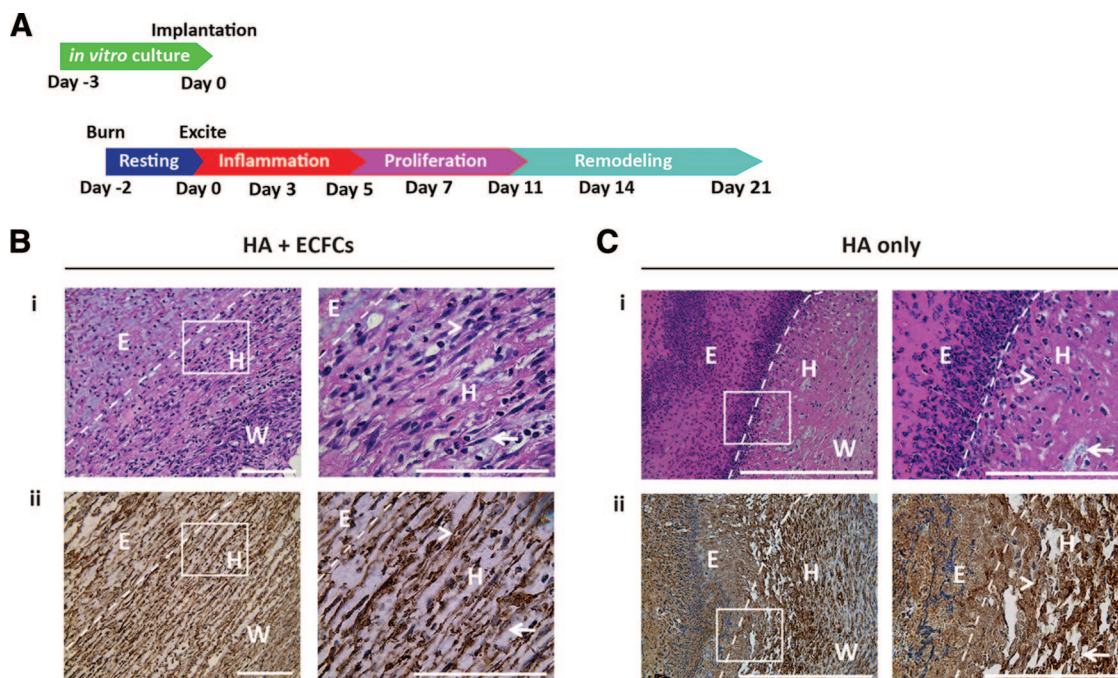 A
Implantation
in vitro culture
Day -3 Day 0
Burn Excite
Resting Inflammation Proliferation Remodeling
Day -2 Day 0 Day 3 Day 5 Day 7 Day 11 Day 14 Day 21
B HA + ECFCs
i
E H W
E H
ii
E H W
E H
C HA only
i
E H W
E H
ii
E H W
E H